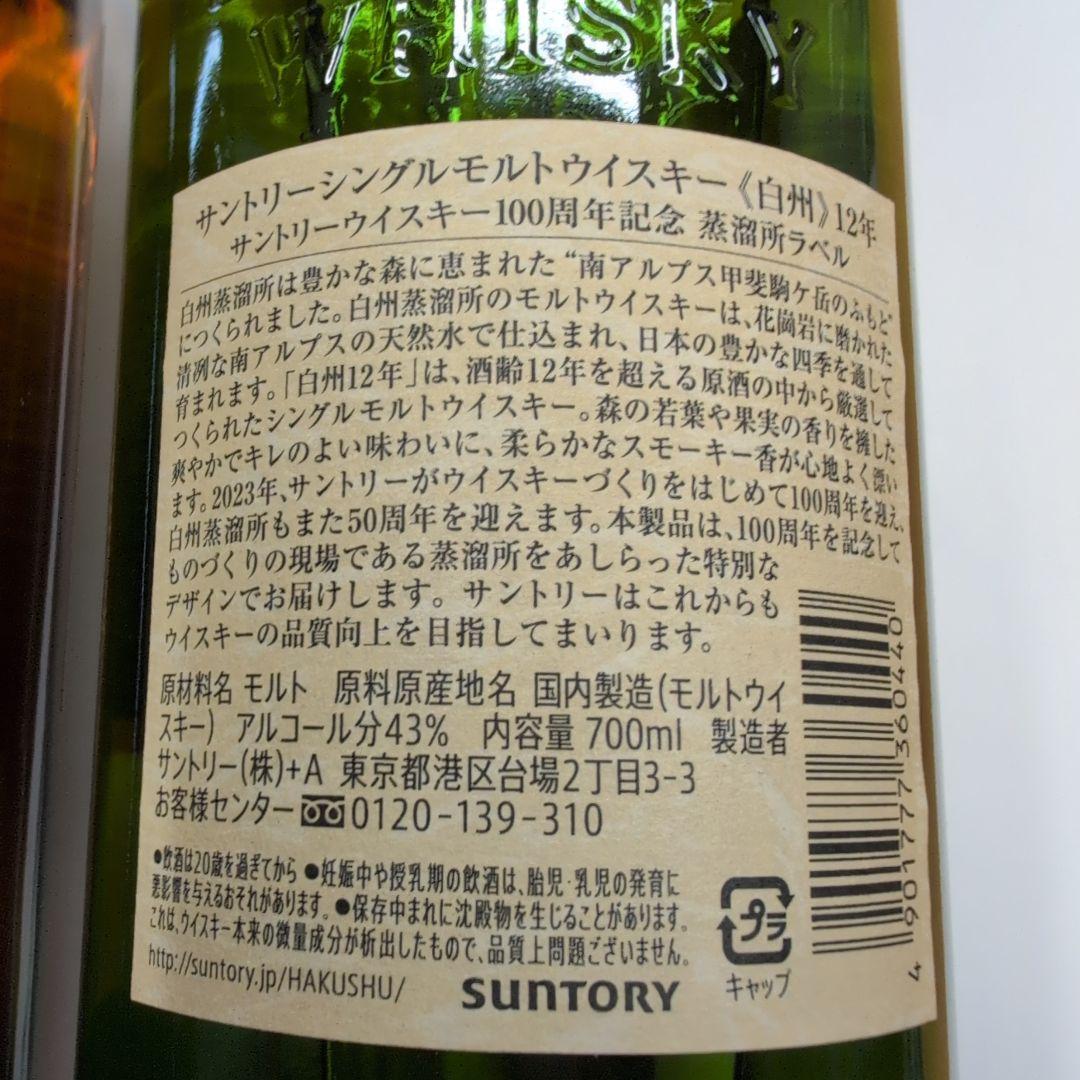 WHISKY
サントリーシングルモルトウイスキー《白州》12年
サントリーウイスキー100周年記念 蒸溜所ラベル
白州蒸溜所は豊かな森に恵まれた“南アルプス甲斐駒ケ岳のふもと”
につくられました。白州蒸溜所のモルトウイスキーは、花崗岩に磨かれた
清冽な南アルプスの天然水で仕込まれ、日本の豊かな四季を通して
育まれます。「白州12年」は、酒齢12年を超える原酒の中から厳選して
つくられたシングルモルトウイスキー。森の若葉や果実の香りを擁した
爽やかでキレのよい味わいに、柔らかなスモーキー香が心地よく漂い
ます。2023年、サントリーがウイスキーづくりをはじめて100周年を迎え、
白州蒸溜所もまた50周年を迎えます。本製品は、100周年を記念して
ものづくりの現場である蒸溜所をあしらった特別な
デザインでお届けします。サントリーはこれからも
ウイスキーの品質向上を目指してまいります。
原材料名 モルト 原料原産地名 国内製造(モルトウイ
スキー) アルコール分43% 内容量 700ml 製造者
サントリー(株)+A 東京都港区台場2丁目3-3
お客様センター 0120-139-310
●飲酒は20歳を過ぎてから ●妊娠中や授乳期の飲酒は、胎児・乳児の発育に
悪影響を与えるおそれがあります。●保存中まれに沈殿物を生じることがあります。
これは、ウイスキー本来の微量成分が析出したもので、品質上問題ございません。
http://suntory.jp/HAKUSHU/
SUNTORY
プラ
キャップ
4 901777 390440